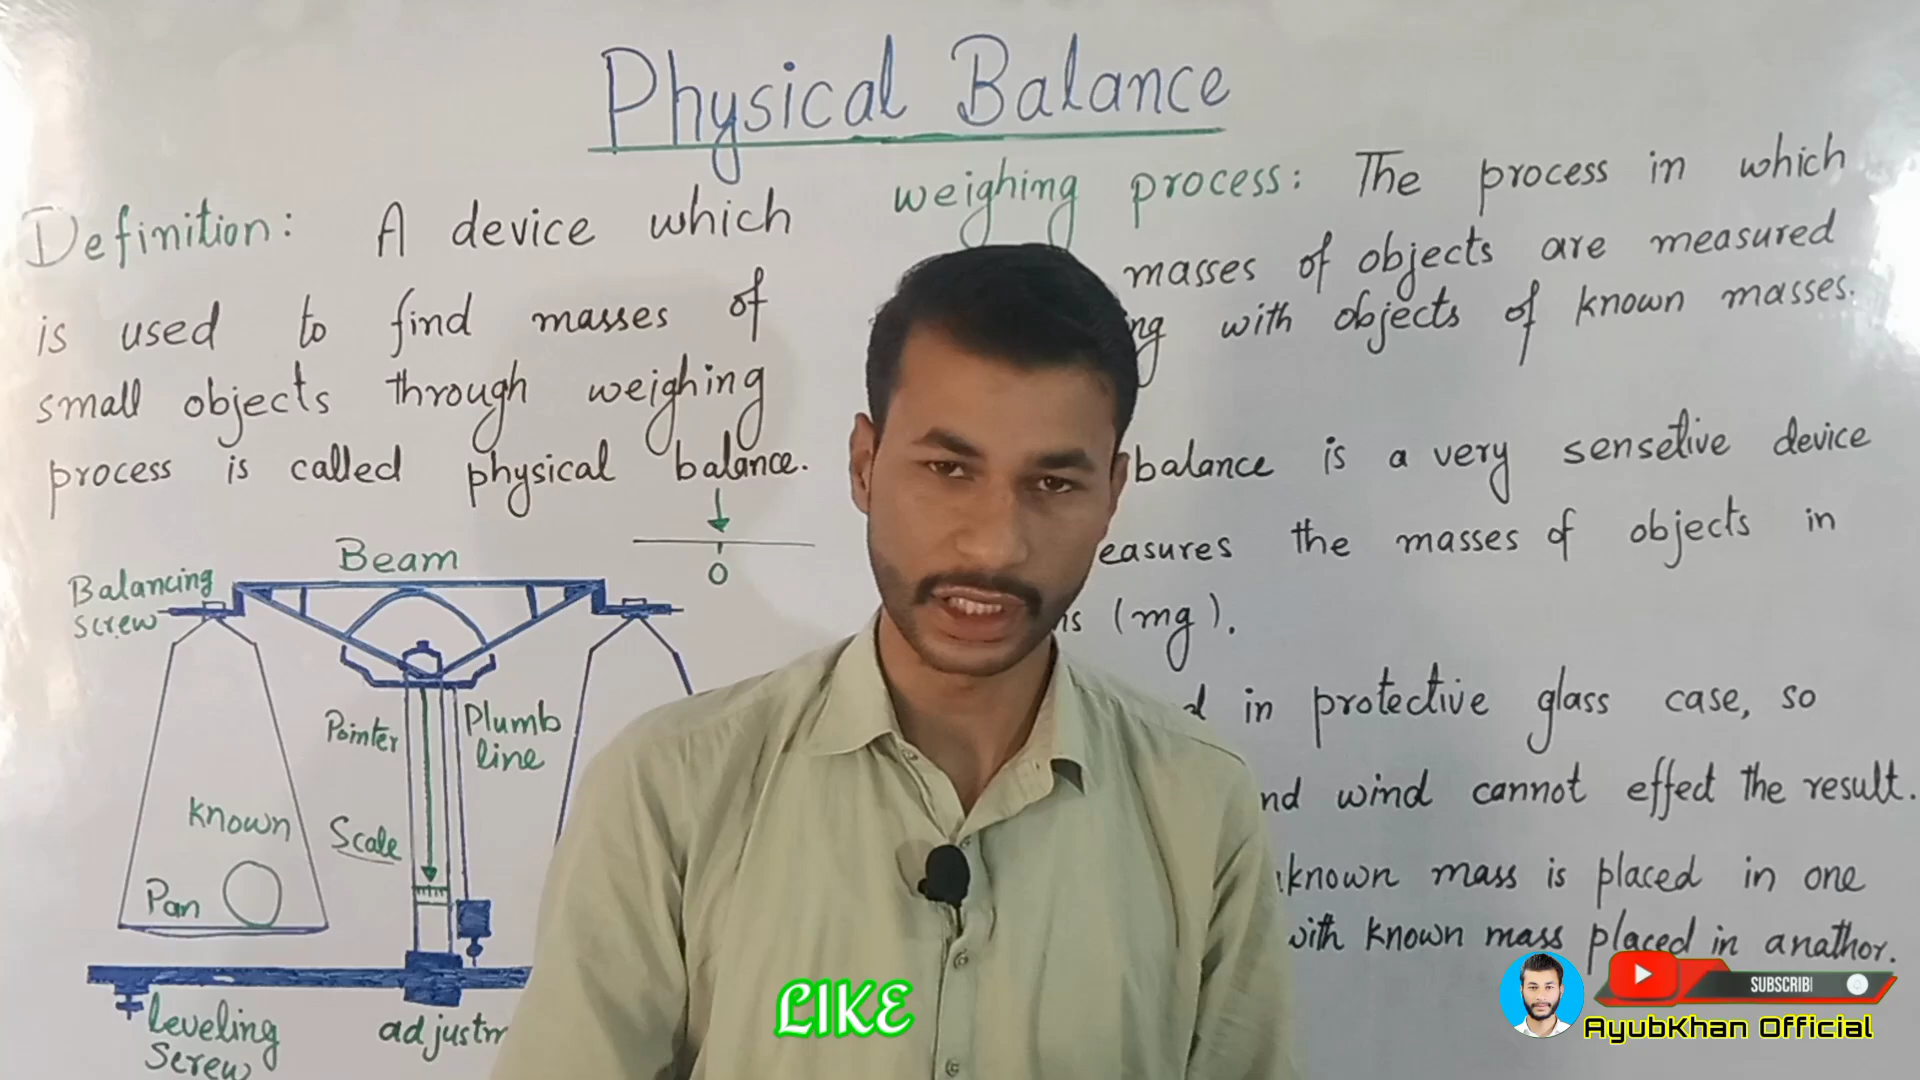 Physical Balance
Definition: A device which
is used to find masses of
small objects through weighing
process is called physical balance.
weighing process: The process in which
masses of objects are measured
with objects of known masses.
balance is a very sensetive device
the masses of objects in
(mg).
in protective glass case, so
wind cannot effect the result.
mass is placed in one
with known mass placed in anathor.
0
Beam
Balancing
screw
Pointer
Plumb
line
known
Scale
Pan
leveling
screw
LIKE
SUBSCRIBI
AyubKhan Official